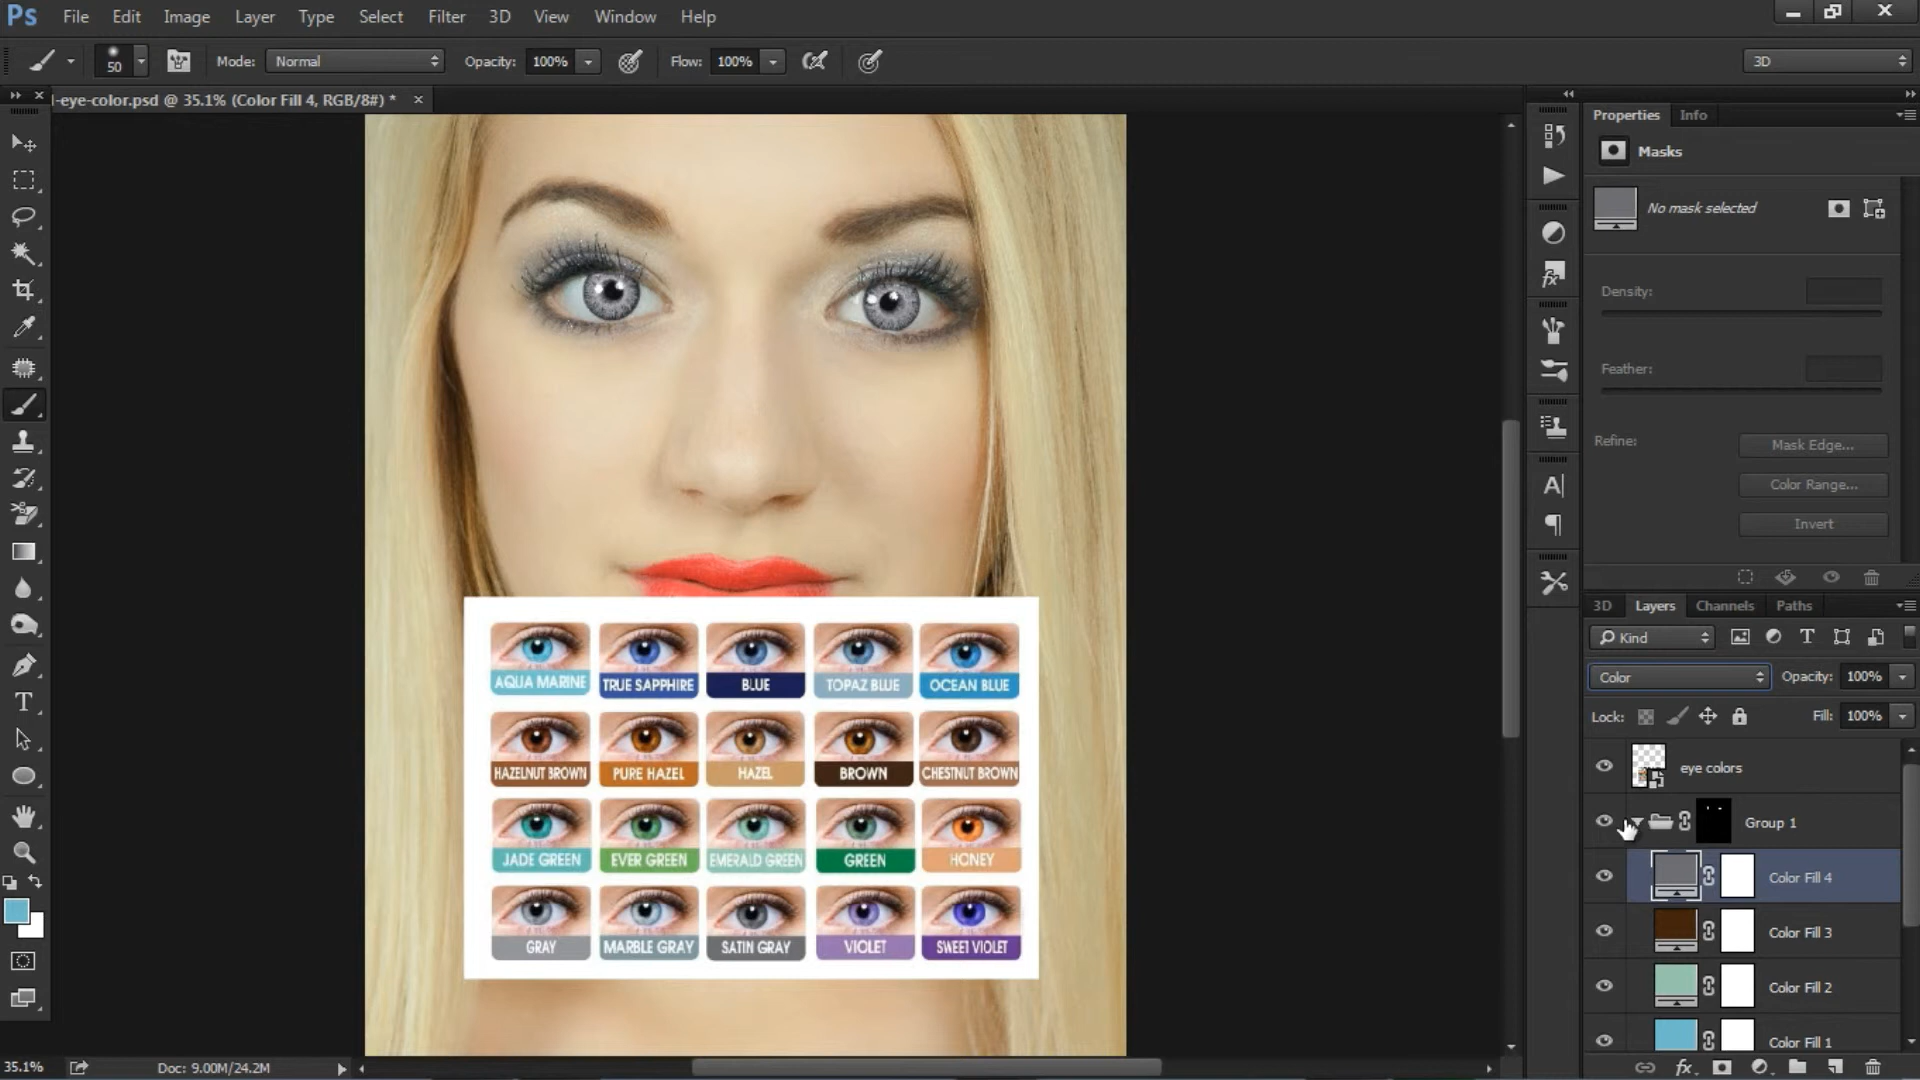 Ps File Edit Image Layer Type Select Filter 3D View Window Help
50 Mode: Normal Opacity: 100% Flow: 100% 3D
l-eye-color.psd @ 35.1% (Color Fill 4, RGB/8#) * ×
Properties Info
Masks
No mask selected
Density:
Feather:
Refine: Mask Edge...
Color Range...
Invert
3D Layers Channels Paths
Kind
Color Opacity: 100%
Lock: Fill: 100%
eye colors
Group 1
Color Fill 4
Color Fill 3
Color Fill 2
Color Fill 1
AQUA MARINE TRUE SAPPHIRE BLUE TOPAZ BLUE OCEAN BLUE
HAZELNUT BROWN PURE HAZEL HAZEL BROWN CHESTNUT BROWN
JADE GREEN EVER GREEN EMERALD GREEN GREEN HONEY
GRAY MARBLE GRAY SATIN GRAY VIOLET SWEET VIOLET
35.1% Doc: 9.00M/24.2M